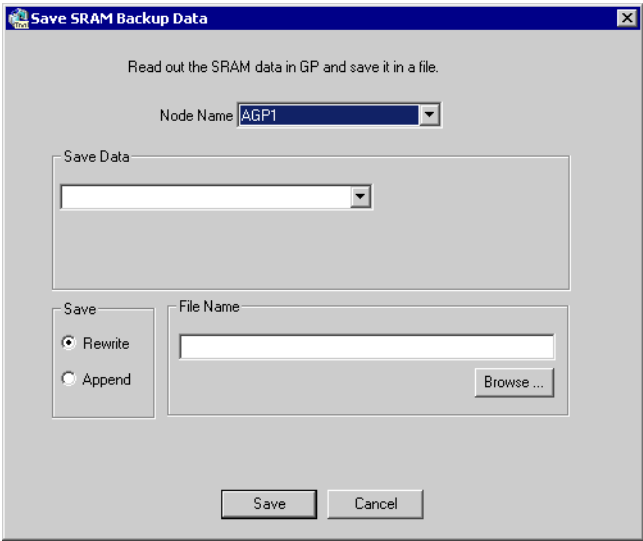 Save SRAM Backup Data
Read out the SRAM data in GP and save it in a file.
Node Name AGP1
Save Data
Save
File Name
Rewrite
Append
Browse ...
Save
Cancel